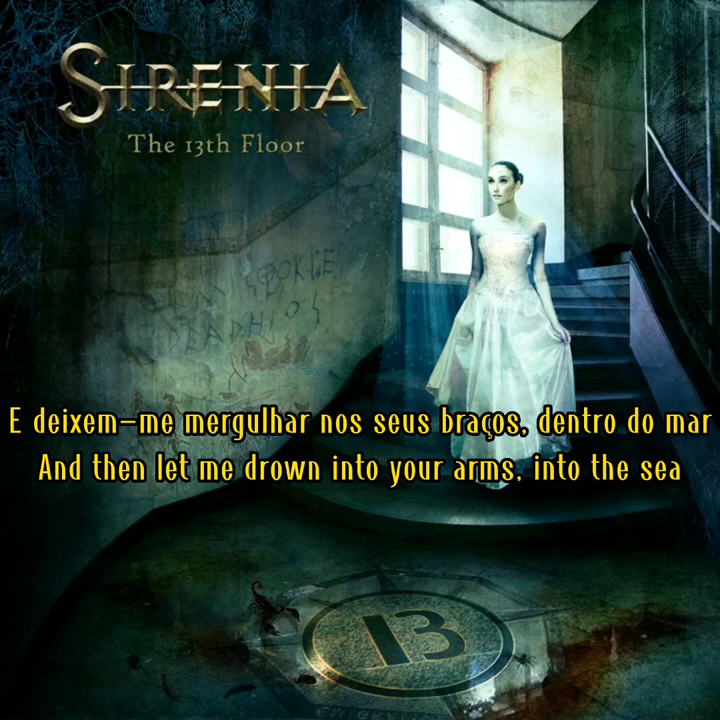 SIRENIA
The 13th Floor
E deixem-me mergulhar nos seus braços, dentro do mar
And then let me drown into your arms, into the sea
13